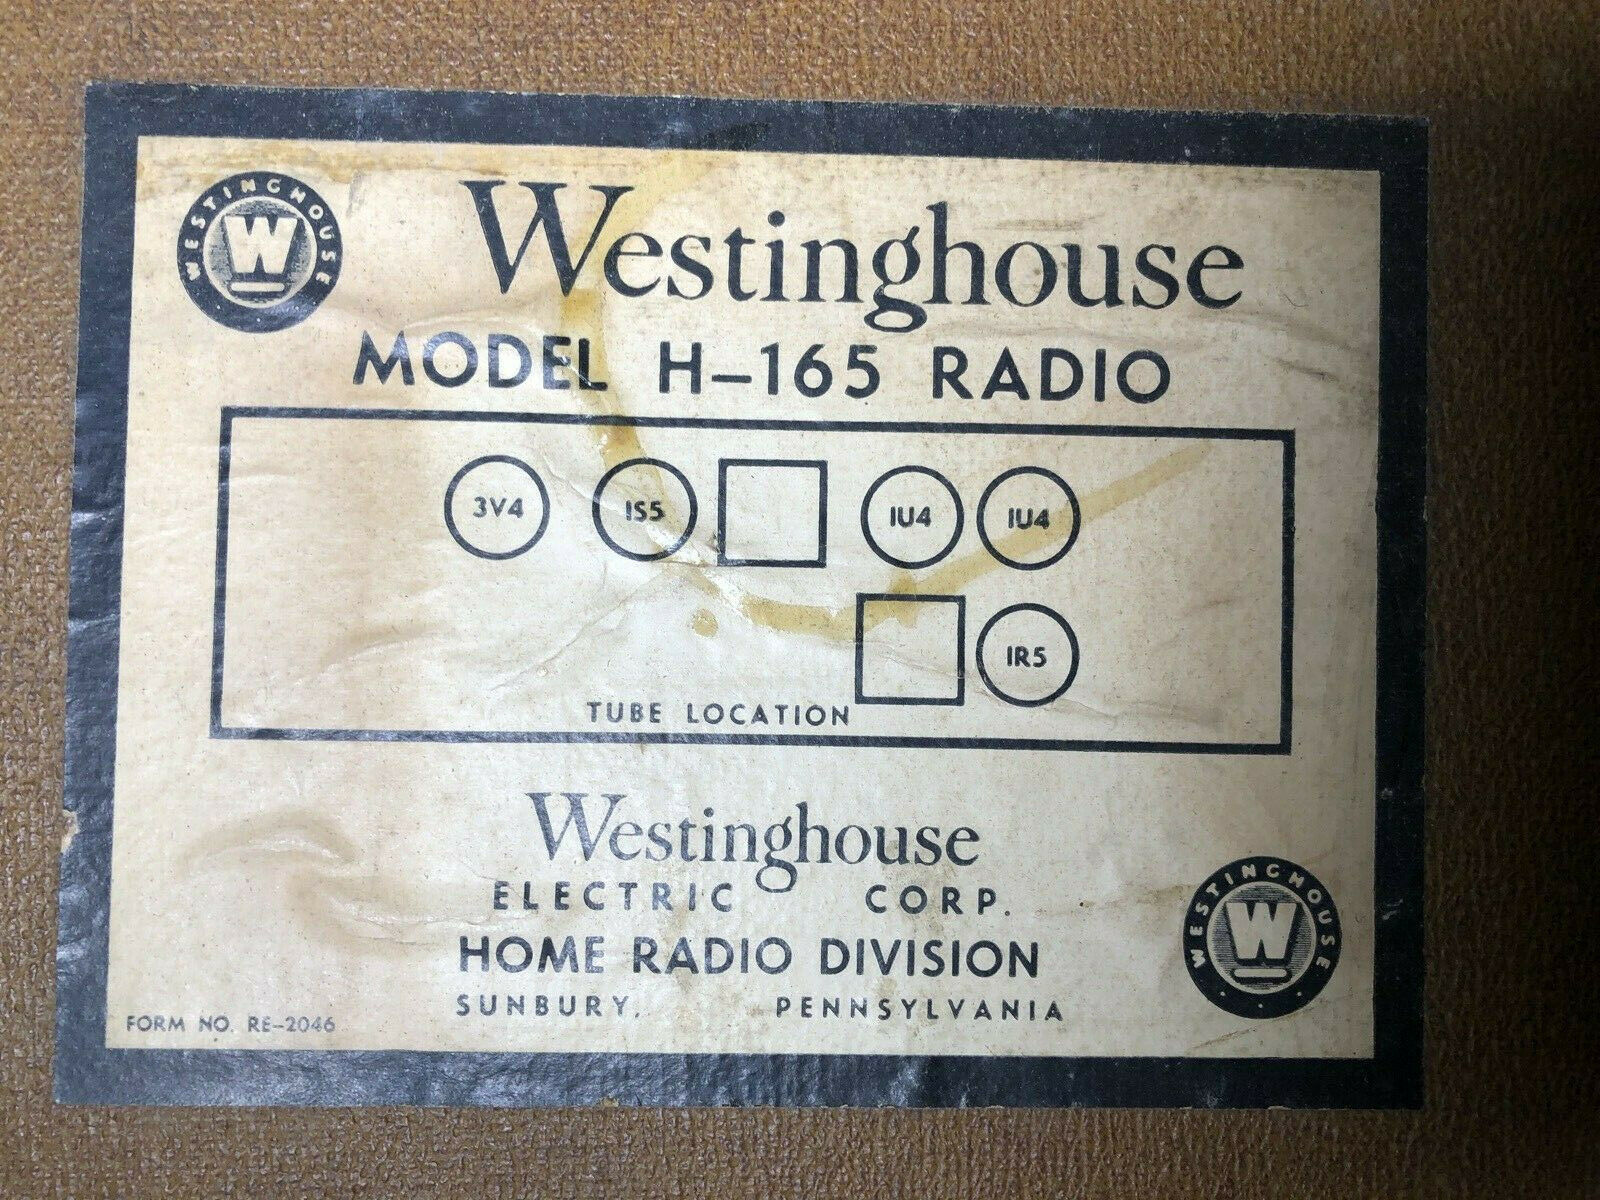 WESTINGHOUSE
W
Westinghouse
MODEL H-165 RADIO
3V4 IS5 IU4 IU4
IR5
TUBE LOCATION
Westinghouse
ELECTRIC CORP.
HOME RADIO DIVISION
SUNBURY, PENNSYLVANIA
FORM NO. RE-2046
WESTINGHOUSE
W